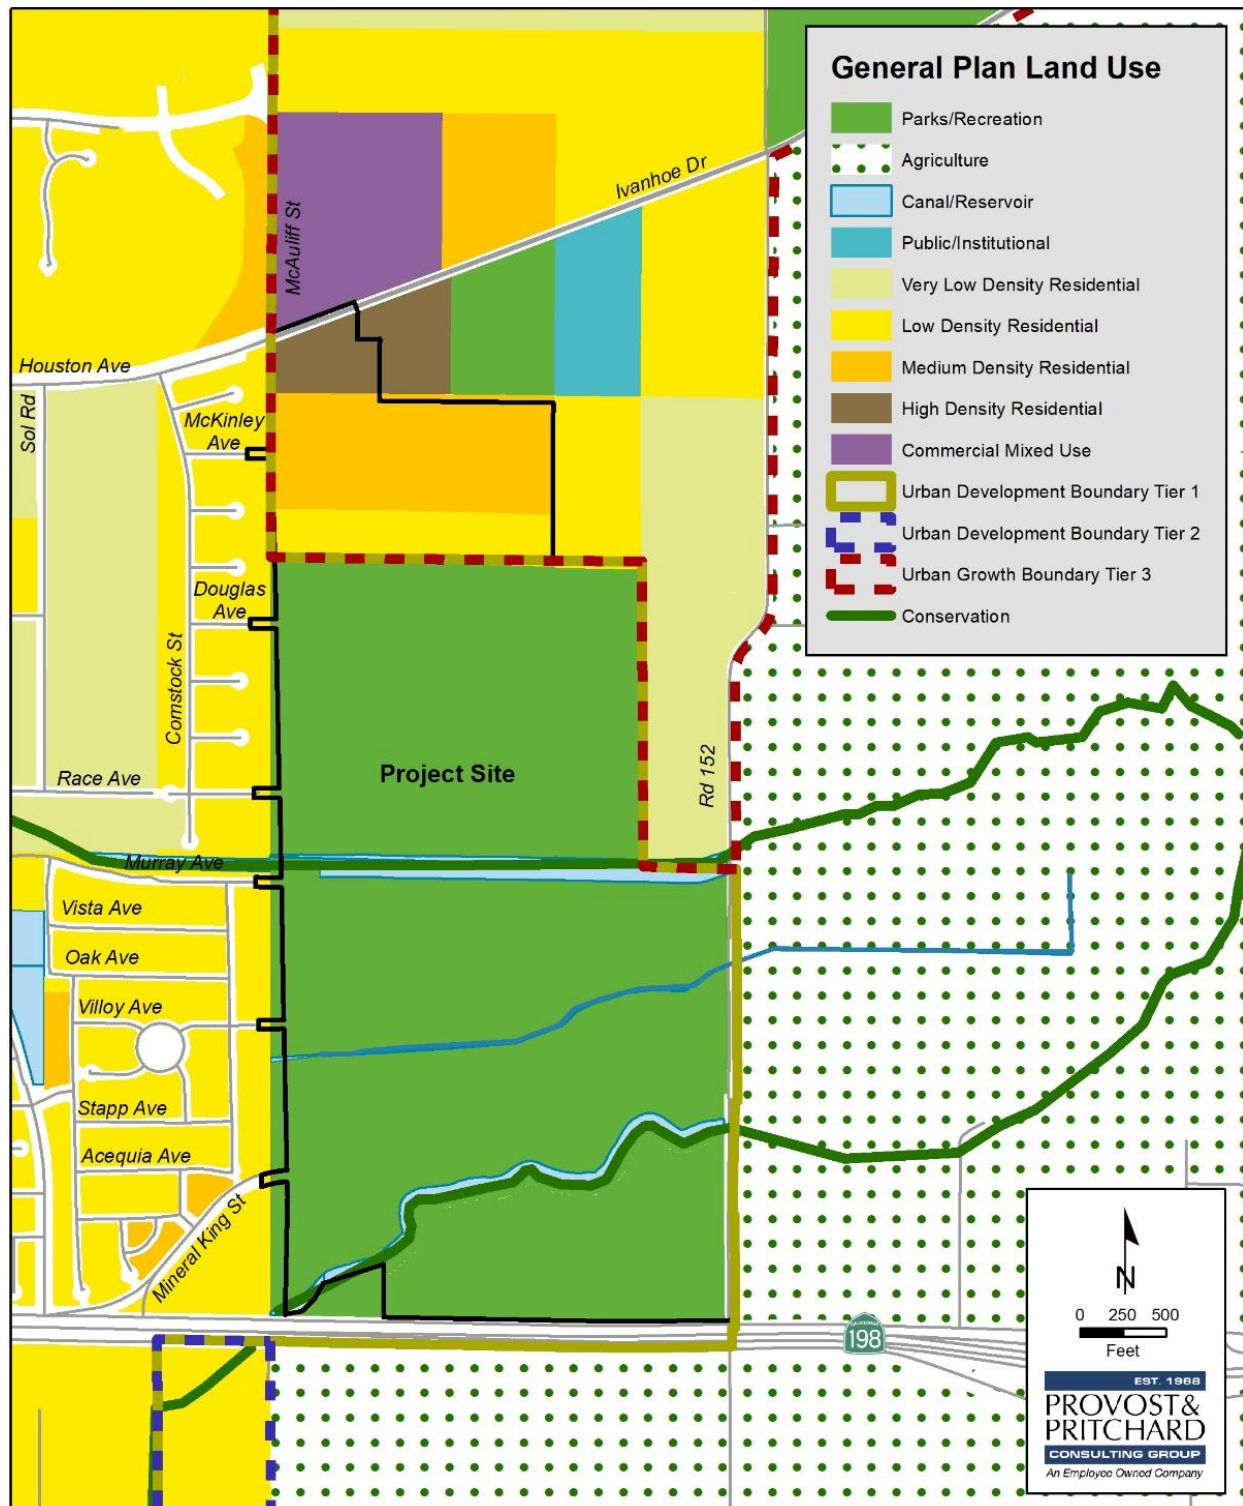 General Plan Land Use
Parks/Recreation
Agriculture
Canal/Reservoir
Public/Institutional
Very Low Density Residential
Low Density Residential
Medium Density Residential
High Density Residential
Commercial Mixed Use
Urban Development Boundary Tier 1
Urban Development Boundary Tier 2
Urban Growth Boundary Tier 3
Conservation
Ivanhoe Dr
McAuliff St
Houston Ave
Sol Rd
McKinley
Ave
Douglas
Ave
Comstock St
Race Ave
Project Site
Rd 152
Murray Ave
Vista Ave
Oak Ave
Villoy Ave
Stapp Ave
Acequia Ave
Mineral King St
198
N
0 250 500
Feet
EST. 1968
PROVOST&
PRITCHARD
CONSULTING GROUP
An Employee Owned Company